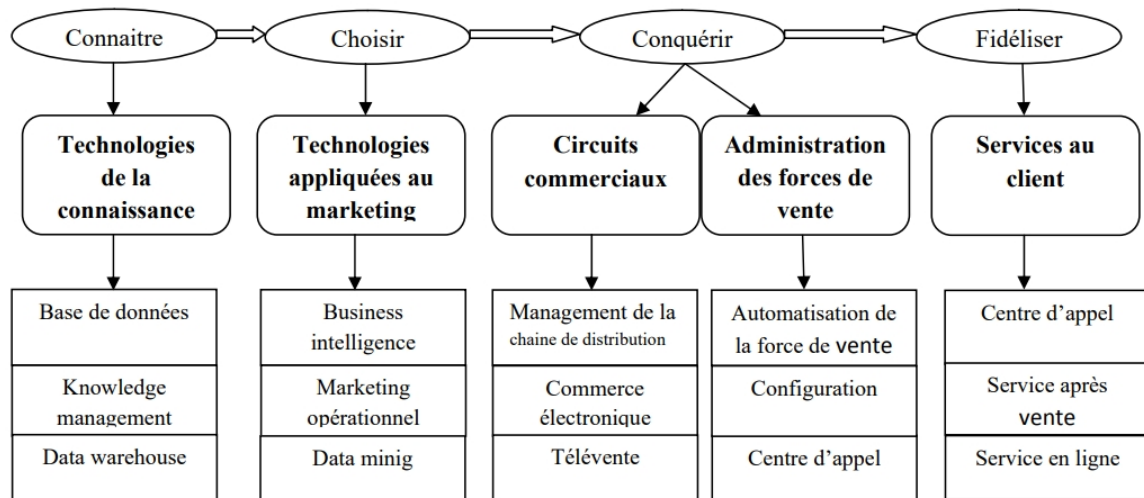 Connaitre
Choisir
Conquérir
Fidéliser
Technologies
de la
connaissance
Technologies
appliquées au
marketing
Circuits
commerciaux
Administration
des forces de
vente
Services au
client
Base de données
Knowledge
management
Data warehouse
Business
intelligence
Marketing
opérationnel
Data minig
Management de la
chaine de distribution
Commerce
électronique
Télévente
Automatisation de
la force de vente
Configuration
Centre d'appel
Centre d'appel
Service après
vente
Service en ligne